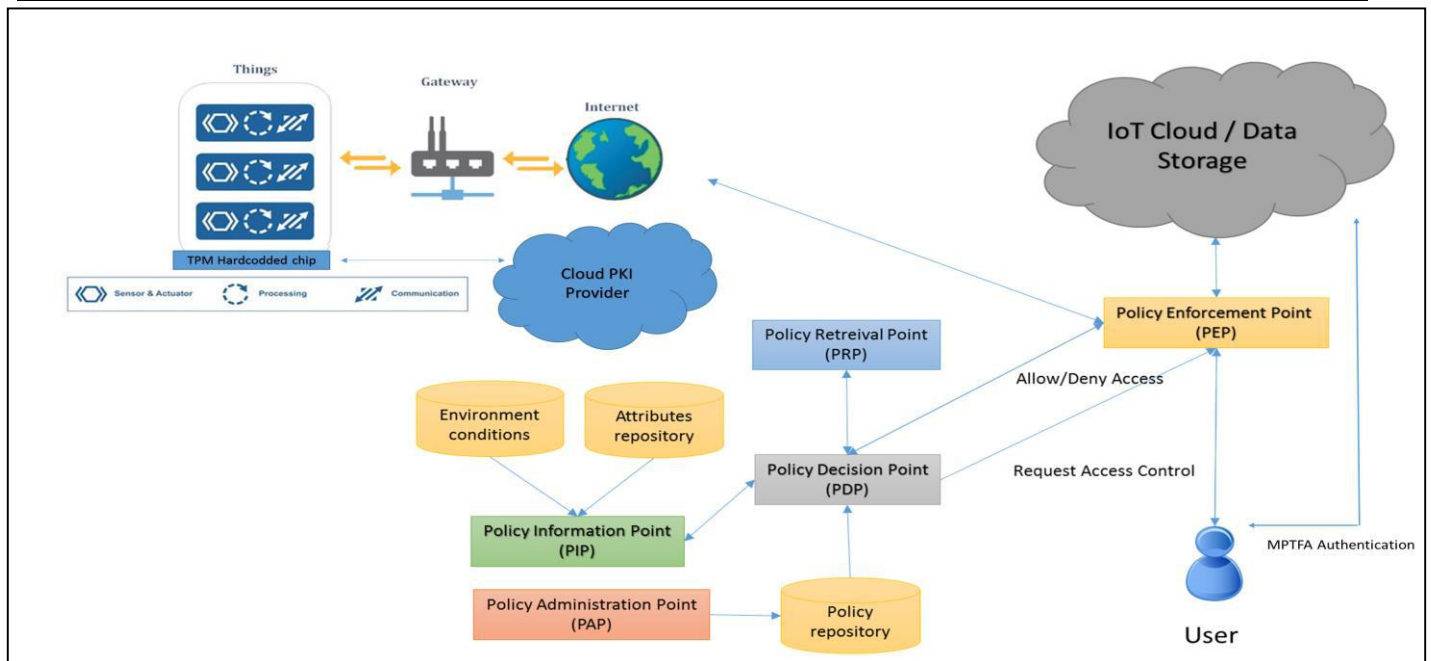 Things
Gateway
Internet
TPM Hardcodded chip
Sensor & Actuator
Processing
Communication
Cloud PKI
Provider
IoT Cloud / Data
Storage
Policy Enforcement Point
(PEP)
Policy Retreival Point
(PRP)
Allow/Deny Access
Environment
conditions
Attributes
repository
Policy Decision Point
(PDP)
Request Access Control
Policy Information Point
(PIP)
MPTFA Authentication
Policy Administration Point
(PAP)
Policy
repository
User